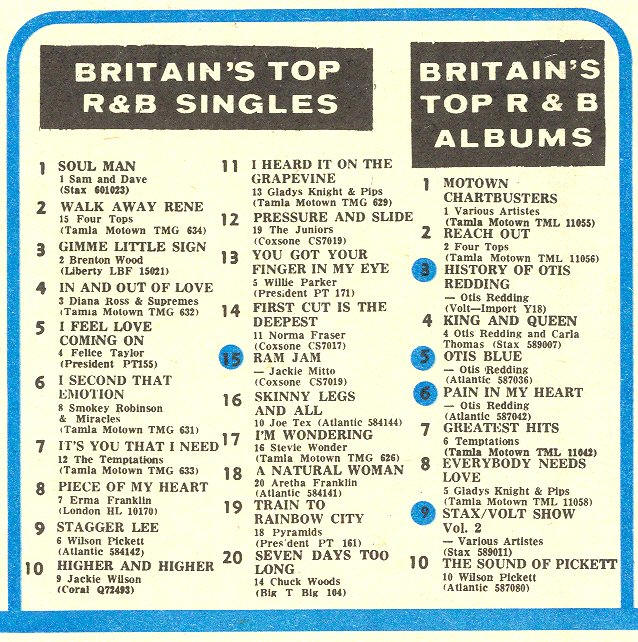 BRITAIN'S TOP
R&B SINGLES
1 SOUL MAN
1 Sam and Dave
(Stax 601023)
2 WALK AWAY RENE
15 Four Tops
(Tamla Motown TMG 634)
3 GIMME LITTLE SIGN
2 Brenton Wood
(Liberty LBF 15021)
4 IN AND OUT OF LOVE
3 Diana Ross & Supremes
(Tamla Motown TMG 632)
5 I FEEL LOVE
COMING ON
4 Felice Taylor
(President PT155)
6 I SECOND THAT
EMOTION
8 Smokey Robinson
& Miracles
(Tamla Motown TMG 631)
7 IT'S YOU THAT I NEED
12 The Temptations
(Tamla Motown TMG 633)
8 PIECE OF MY HEART
7 Erma Franklin
(London HL 10170)
9 STAGGER LEE
6 Wilson Pickett
(Atlantic 584142)
10 HIGHER AND HIGHER
9 Jackie Wilson
(Coral Q72493)
11 I HEARD IT ON THE
GRAPEVINE
13 Gladys Knight & Pips
(Tamla Motown TMG 629)
12 PRESSURE AND SLIDE
19 The Juniors
(Coxsone CS7019)
13 YOU GOT YOUR
FINGER IN MY EYE
5 Willie Parker
(President PT 171)
14 FIRST CUT IS THE
DEEPEST
11 Norma Fraser
(Coxsone CS7017)
15 RAM JAM
— Jackie Mitto
(Coxsone CS7019)
16 SKINNY LEGS
AND ALL
10 Joe Tex (Atlantic 584144)
17 I'M WONDERING
16 Stevie Wonder
(Tamla Motown TMG 626)
18 A NATURAL WOMAN
20 Aretha Franklin
(Atlantic 584141)
19 TRAIN TO
RAINBOW CITY
18 Pyramids
(President PT 161)
20 SEVEN DAYS TOO
LONG
14 Chuck Woods
(Big T Big 104)
BRITAIN'S
TOP R & B
ALBUMS
1 MOTOWN
CHARTBUSTERS
1 Various Artistes
(Tamla Motown TML 11055)
2 REACH OUT
2 Four Tops
(Tamla Motown TML 11056)
3 HISTORY OF OTIS
REDDING
— Otis Redding
(Volt—Import Y18)
4 KING AND QUEEN
4 Otis Redding and Carla
Thomas (Stax 589007)
5 OTIS BLUE
— Otis Redding
(Atlantic 587036)
6 PAIN IN MY HEART
— Otis Redding
(Atlantic 587042)
7 GREATEST HITS
6 Temptations
(Tamla Motown TML 11042)
8 EVERYBODY NEEDS
LOVE
5 Gladys Knight & Pips
(Tamla Motown TML 11058)
9 STAX/VOLT SHOW
Vol. 2
— Various Artistes
(Stax 589011)
10 THE SOUND OF PICKETT
10 Wilson Pickett
(Atlantic 587080)